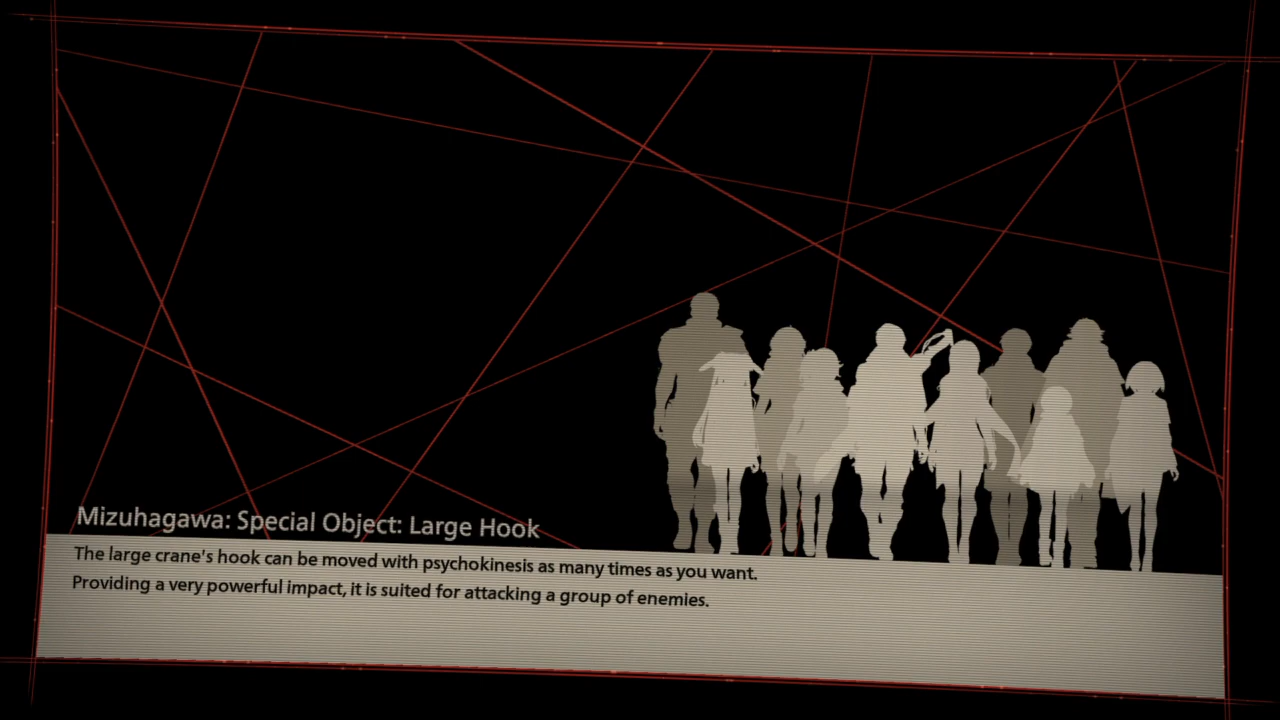 Mizuhagawa: Special Object: Large Hook
The large crane's hook can be moved with psychokinesis as many times as you want.
Providing a very powerful impact, it is suited for attacking a group of enemies.